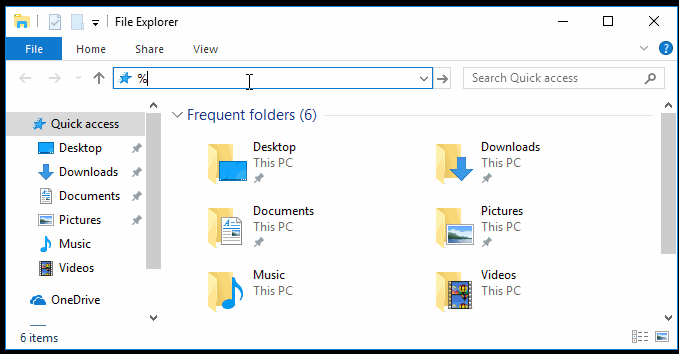 File Explorer
File Home Share View
% Search Quick access
Quick access
Desktop
Downloads
Documents
Pictures
Music
Videos
OneDrive
Frequent folders (6)
Desktop
This PC
Downloads
This PC
Documents
This PC
Pictures
This PC
Music
This PC
Videos
This PC
6 items